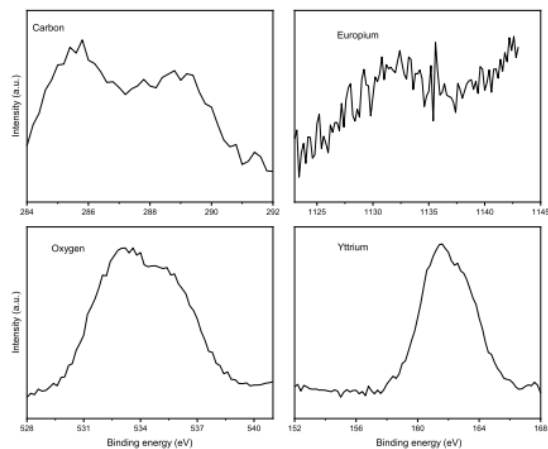 Carbon
Europium
Intensity (a.u.)
284 286 288 290 292
1125 1130 1135 1140 1145
Oxygen
Yttrium
Intensity (a.u.)
528 531 534 537 540
152 156 160 164 168
Binding energy (eV)
Binding energy (eV)